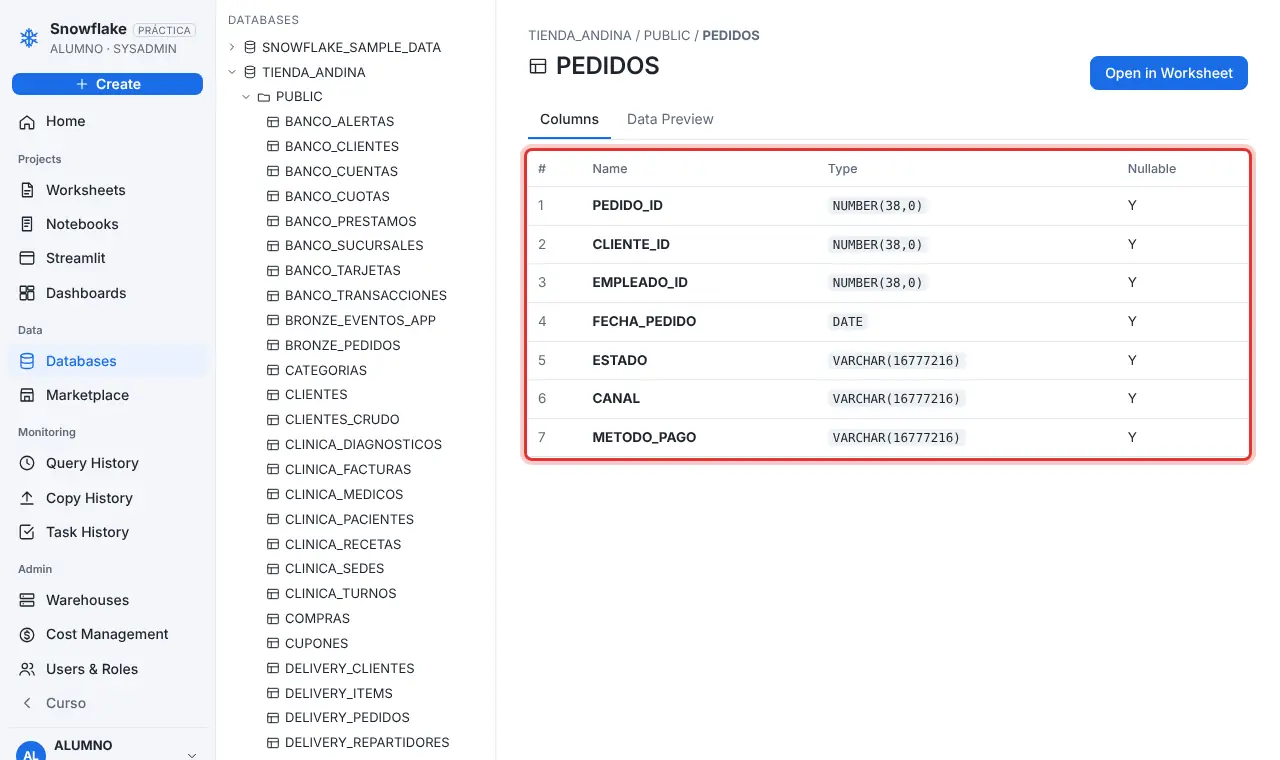 Snowflake PRÁCTICA
ALUMNO · SYSADMIN
+ Create
Home
Projects
Worksheets
Notebooks
Streamlit
Dashboards
Data
Databases
Marketplace
Monitoring
Query History
Copy History
Task History
Admin
Warehouses
Cost Management
Users & Roles
Curso
AL ALUMNO
DATABASES
SNOWFLAKE_SAMPLE_DATA
TIENDA_ANDINA
PUBLIC
BANCO_ALERTAS
BANCO_CLIENTES
BANCO_CUENTAS
BANCO_CUOTAS
BANCO_PRESTAMOS
BANCO_SUCURSALES
BANCO_TARJETAS
BANCO_TRANSACCIONES
BRONZE_EVENTOS_APP
BRONZE_PEDIDOS
CATEGORIAS
CLIENTES
CLIENTES_CRUDO
CLINICA_DIAGNOSTICOS
CLINICA_FACTURAS
CLINICA_MEDICOS
CLINICA_PACIENTES
CLINICA_RECETAS
CLINICA_SEDES
CLINICA_TURNOS
COMPRAS
CUPONES
DELIVERY_CLIENTES
DELIVERY_ITEMS
DELIVERY_PEDIDOS
DELIVERY_REPARTIDORES
TIENDA_ANDINA / PUBLIC / PEDIDOS
PEDIDOS
Open in Worksheet
Columns Data Preview
# Name Type Nullable
1 PEDIDO_ID NUMBER(38,0) Y
2 CLIENTE_ID NUMBER(38,0) Y
3 EMPLEADO_ID NUMBER(38,0) Y
4 FECHA_PEDIDO DATE Y
5 ESTADO VARCHAR(16777216) Y
6 CANAL VARCHAR(16777216) Y
7 METODO_PAGO VARCHAR(16777216) Y